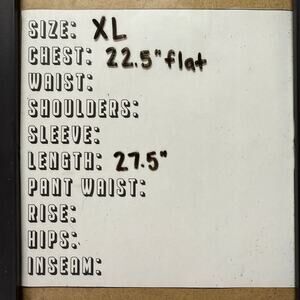 SIZE: XL
CHEST: 22.5" flat
WAIST:
SHOULDERS:
SLEEVE:
LENGTH: 27.5"
PANT WAIST:
RISE:
HIPS:
INSEAM: